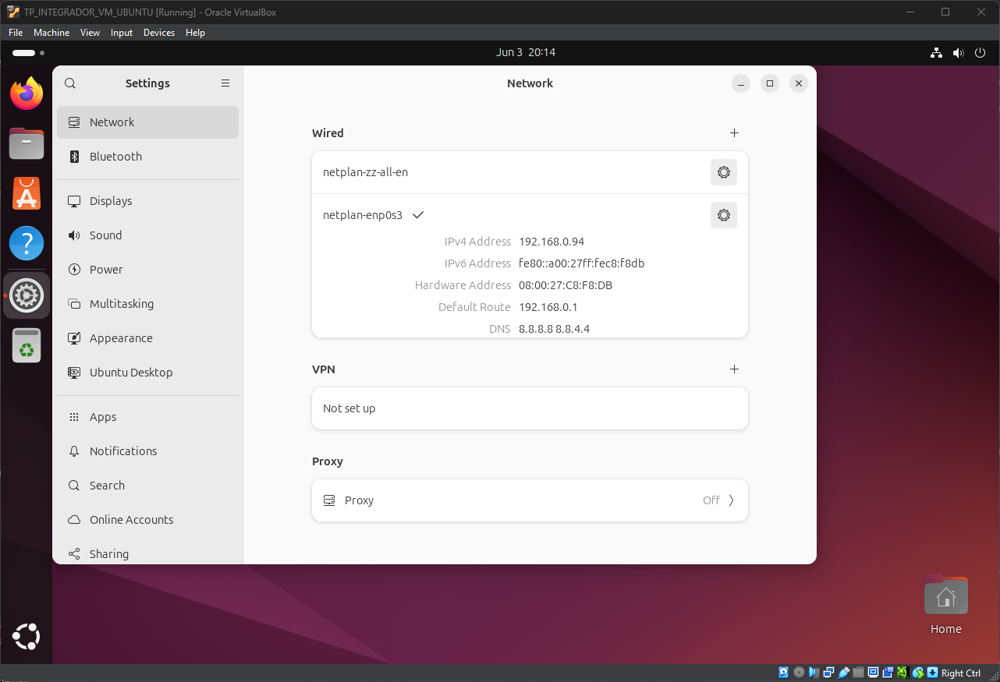 TP_INTEGRADOR_VM_UBUNTU [Running] - Oracle VirtualBox
File Machine View Input Devices Help
Jun 3 20:14
Settings
Network
Network
Bluetooth
Displays
Sound
Power
Multitasking
Appearance
Ubuntu Desktop
Apps
Notifications
Search
Online Accounts
Sharing
Wired
netplan-zz-all-en
netplan-enp0s3
IPv4 Address 192.168.0.94
IPv6 Address fe80::a00:27ff:fec8:f8db
Hardware Address 08:00:27:C8:F8:DB
Default Route 192.168.0.1
DNS 8.8.8.8 8.8.4.4
VPN
Not set up
Proxy
Proxy Off
Home
Right Ctrl